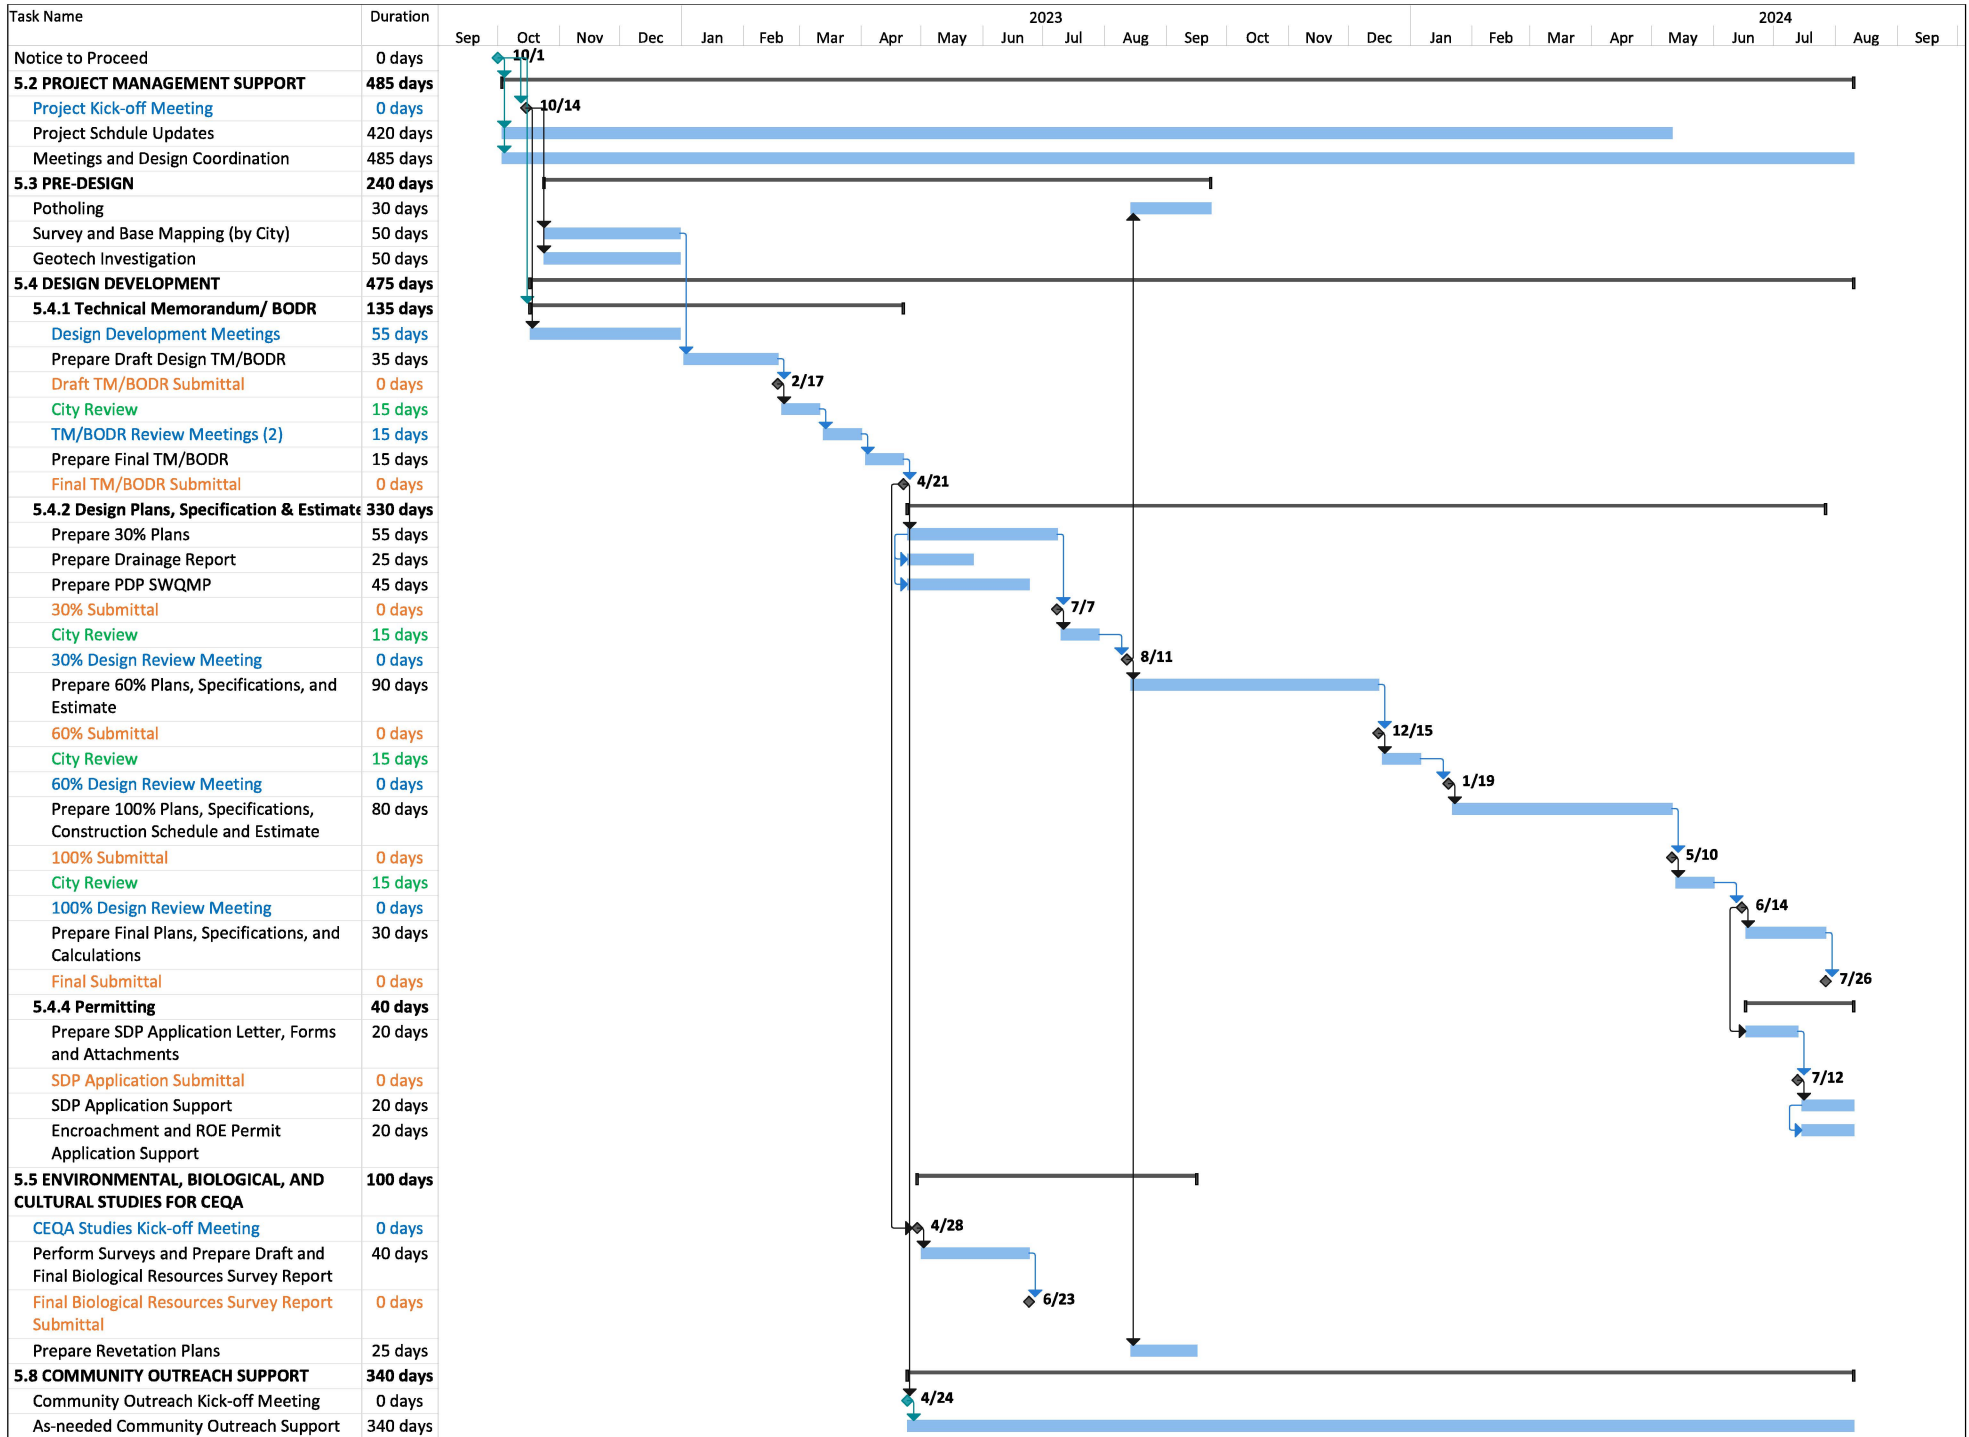 Task Name Duration 2023 2024
Sep Oct Nov Dec Jan Feb Mar Apr May Jun Jul Aug Sep Oct Nov Dec Jan Feb Mar Apr May Jun Jul Aug Sep
Notice to Proceed 0 days 10/1
5.2 PROJECT MANAGEMENT SUPPORT 485 days
Project Kick-off Meeting 0 days 10/14
Project Schdule Updates 420 days
Meetings and Design Coordination 485 days
5.3 PRE-DESIGN 240 days
Potholing 30 days
Survey and Base Mapping (by City) 50 days
Geotech Investigation 50 days
5.4 DESIGN DEVELOPMENT 475 days
5.4.1 Technical Memorandum/ BODR 135 days
Design Development Meetings 55 days
Prepare Draft Design TM/BODR 35 days
Draft TM/BODR Submittal 0 days 2/17
City Review 15 days
TM/BODR Review Meetings (2) 15 days
Prepare Final TM/BODR 15 days
Final TM/BODR Submittal 0 days 4/21
5.4.2 Design Plans, Specification & Estimate 330 days
Prepare 30% Plans 55 days
Prepare Drainage Report 25 days
Prepare PDP SWQMP 45 days
30% Submittal 0 days 7/7
City Review 15 days
30% Design Review Meeting 0 days 8/11
Prepare 60% Plans, Specifications, and 90 days
Estimate
60% Submittal 0 days 12/15
City Review 15 days
60% Design Review Meeting 0 days 1/19
Prepare 100% Plans, Specifications, 80 days
Construction Schedule and Estimate
100% Submittal 0 days 5/10
City Review 15 days
100% Design Review Meeting 0 days 6/14
Prepare Final Plans, Specifications, and 30 days
Calculations
Final Submittal 0 days 7/26
5.4.4 Permitting 40 days
Prepare SDP Application Letter, Forms 20 days
and Attachments
SDP Application Submittal 0 days 7/12
SDP Application Support 20 days
Encroachment and ROE Permit 20 days
Application Support
5.5 ENVIRONMENTAL, BIOLOGICAL, AND 100 days
CULTURAL STUDIES FOR CEQA
CEQA Studies Kick-off Meeting 0 days 4/28
Perform Surveys and Prepare Draft and 40 days
Final Biological Resources Survey Report
Final Biological Resources Survey Report 0 days 6/23
Submittal
Prepare Revetation Plans 25 days
5.8 COMMUNITY OUTREACH SUPPORT 340 days
Community Outreach Kick-off Meeting 0 days 4/24
As-needed Community Outreach Support 340 days